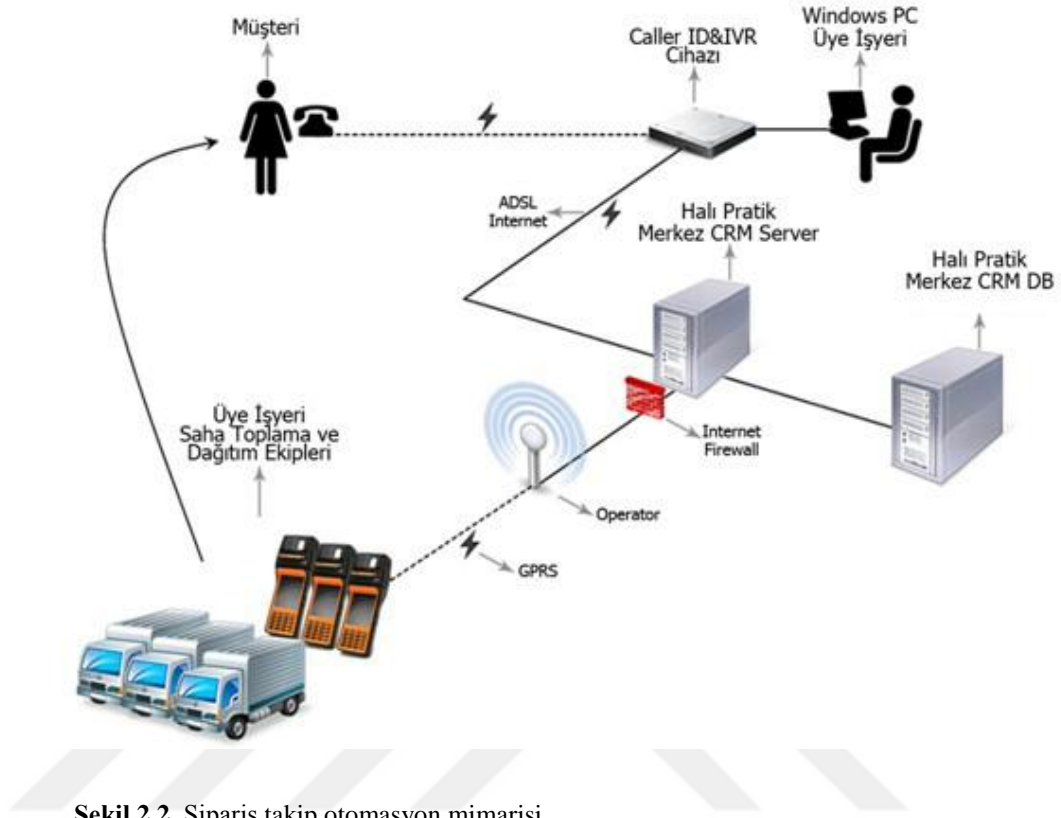 Müşteri
Caller ID&IVR
Cihazı
Windows PC
Üye İşyeri
ADSL
Internet
Halı Pratik
Merkez CRM Server
Halı Pratik
Merkez CRM DB
Üye İşyeri
Saha Toplama ve
Dağıtım Ekipleri
Internet
Firewall
Operator
GPRS
Şekil 2.2. Sipariş takip otomasyon mimarisi